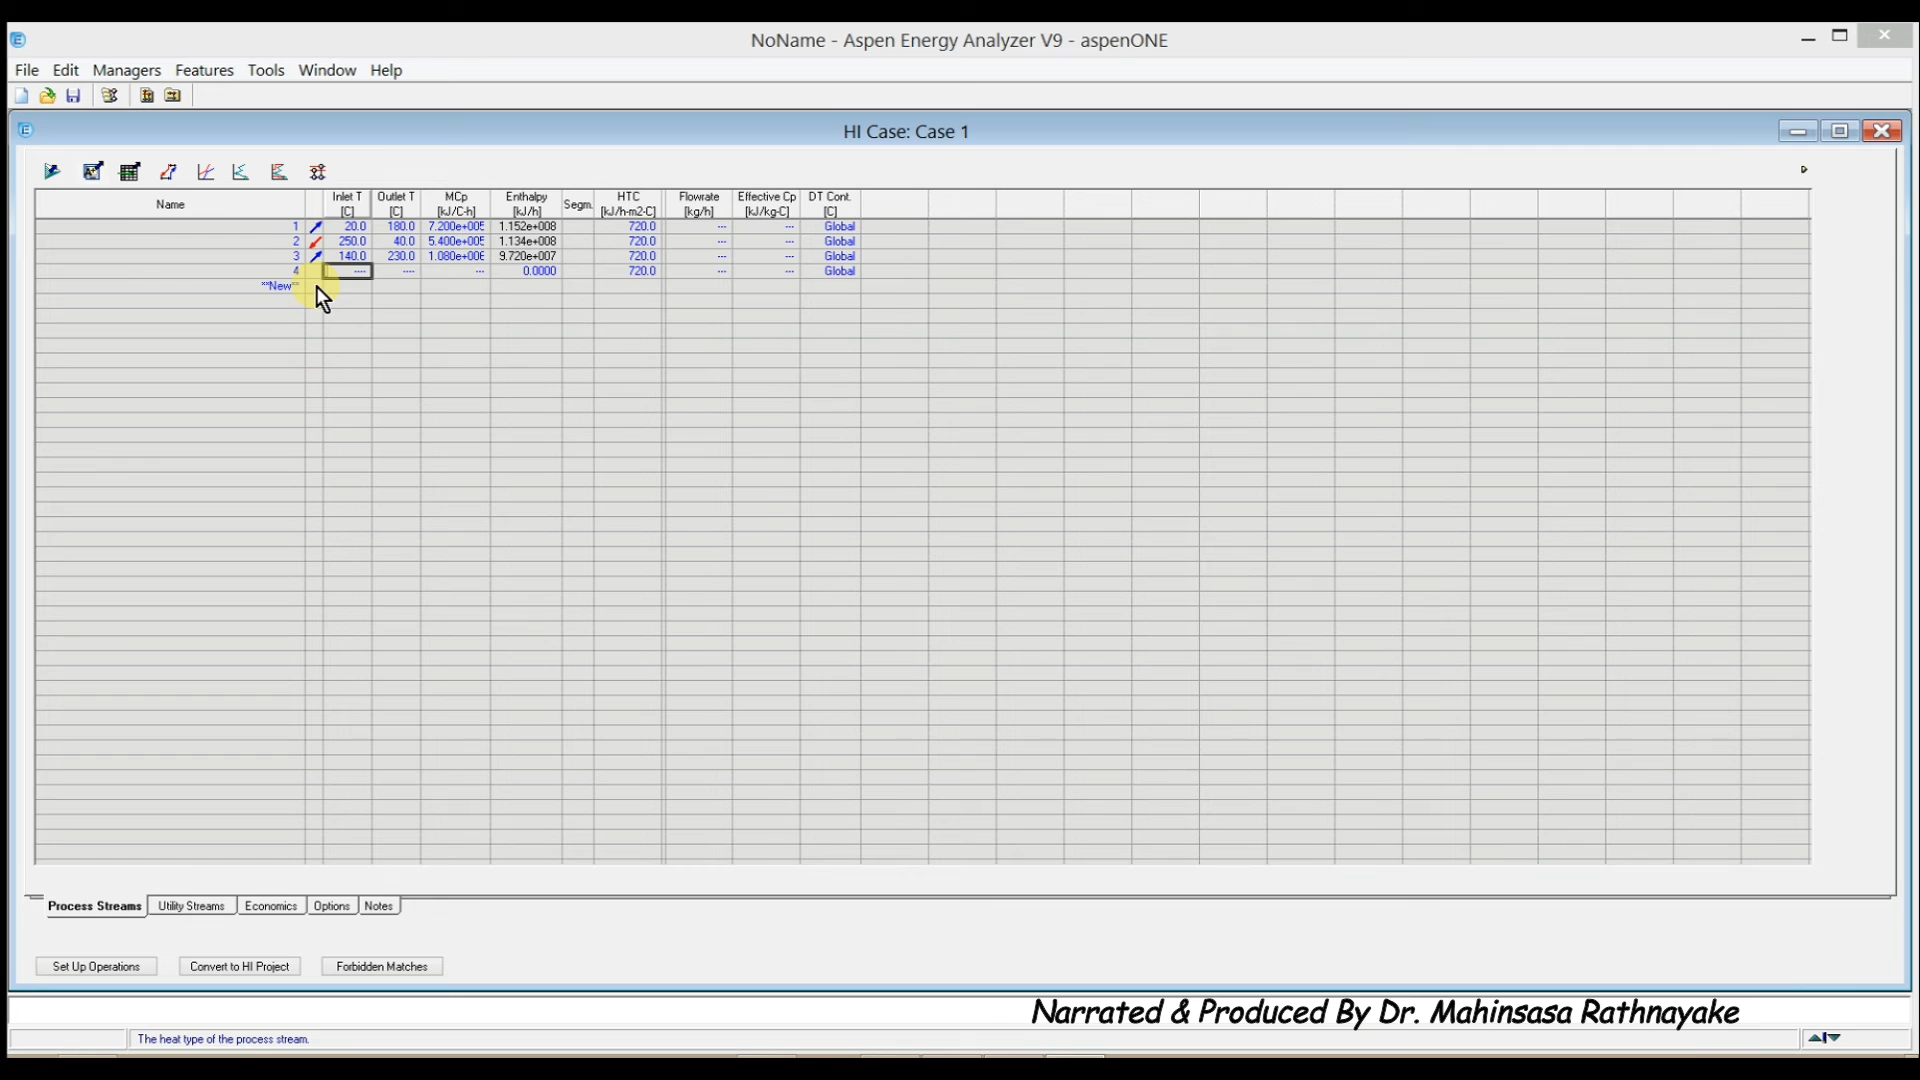 NoName - Aspen Energy Analyzer V9 - aspenONE
File Edit Managers Features Tools Window Help
HI Case: Case 1
Name Inlet T [C] Outlet T [C] MCp [kJ/C-h] Enthalpy [kJ/h] Segm. HTC [kJ/h-m2-C] Flowrate [kg/h] Effective Cp [kJ/kg-C] DT Cont. [C]
1 20.0 180.0 7.200e+005 1.152e+008 720.0 --- --- Global
2 250.0 40.0 5.400e+005 1.134e+008 720.0 --- --- Global
3 140.0 230.0 1.080e+006 9.720e+007 720.0 --- --- Global
4 ---- ---- --- 0.0000 720.0 --- --- Global
**New**
Process Streams Utility Streams Economics Options Notes
Set Up Operations Convert to HI Project Forbidden Matches
Narrated & Produced By Dr. Mahinsasa Rathnayake
The heat type of the process stream.